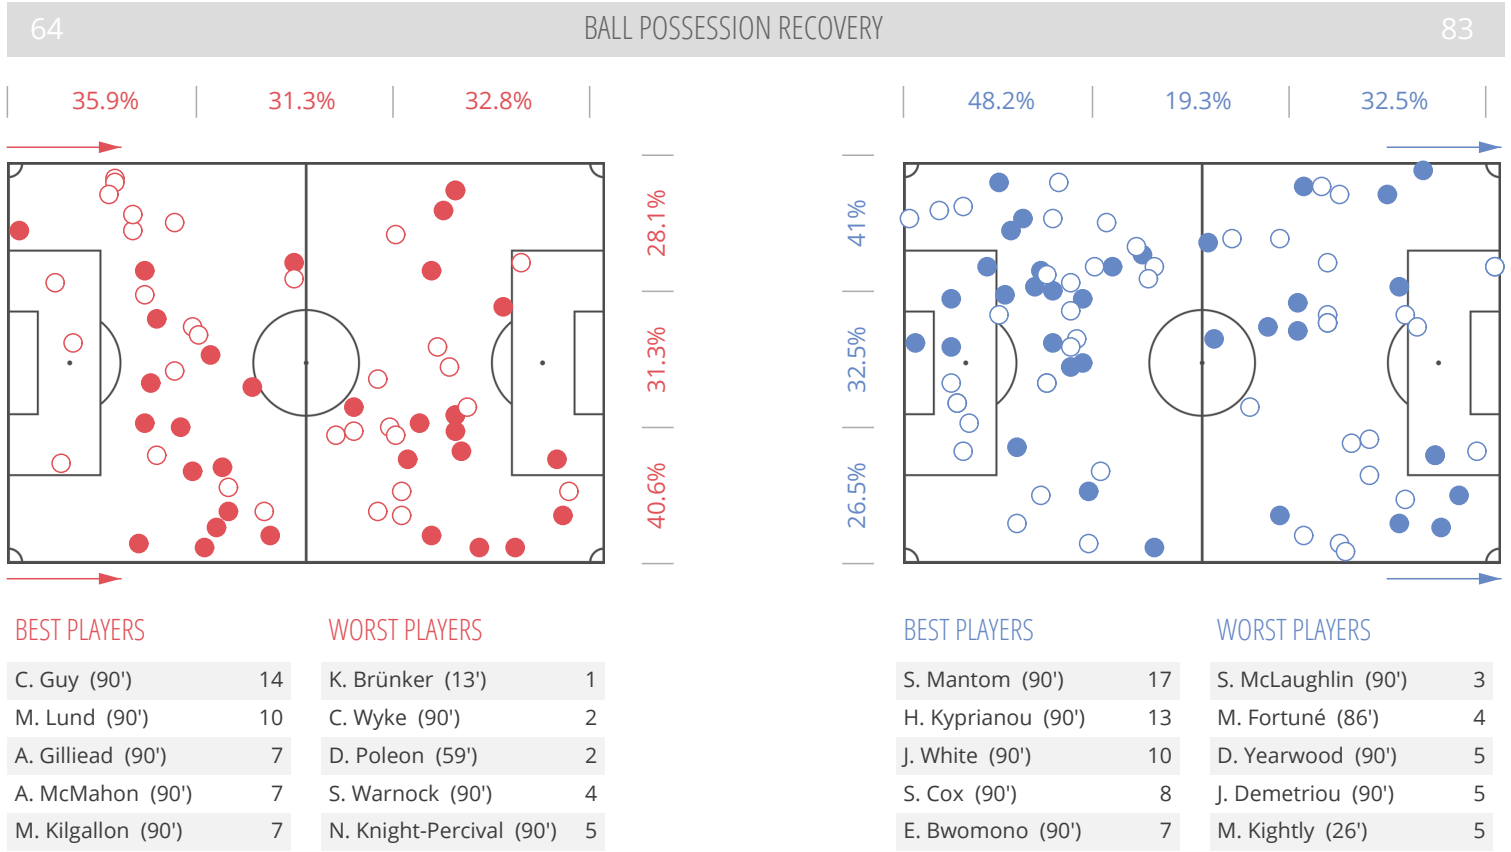 64 BALL POSSESSION RECOVERY 83
35.9% 31.3% 32.8% 48.2% 19.3% 32.5%
28.1% 41%
31.3% 32.5%
40.6% 26.5%
BEST PLAYERS WORST PLAYERS BEST PLAYERS WORST PLAYERS
C. Guy (90') 14 K. Brünker (13') 1 S. Mantom (90') 17 S. McLaughlin (90') 3
M. Lund (90') 10 C. Wyke (90') 2 H. Kyprianou (90') 13 M. Fortuné (86') 4
A. Gilliead (90') 7 D. Poleon (59') 2 J. White (90') 10 D. Yearwood (90') 5
A. McMahon (90') 7 S. Warnock (90') 4 S. Cox (90') 8 J. Demetriou (90') 5
M. Kilgallon (90') 7 N. Knight-Percival (90') 5 E. Bwomono (90') 7 M. Kightly (26') 5